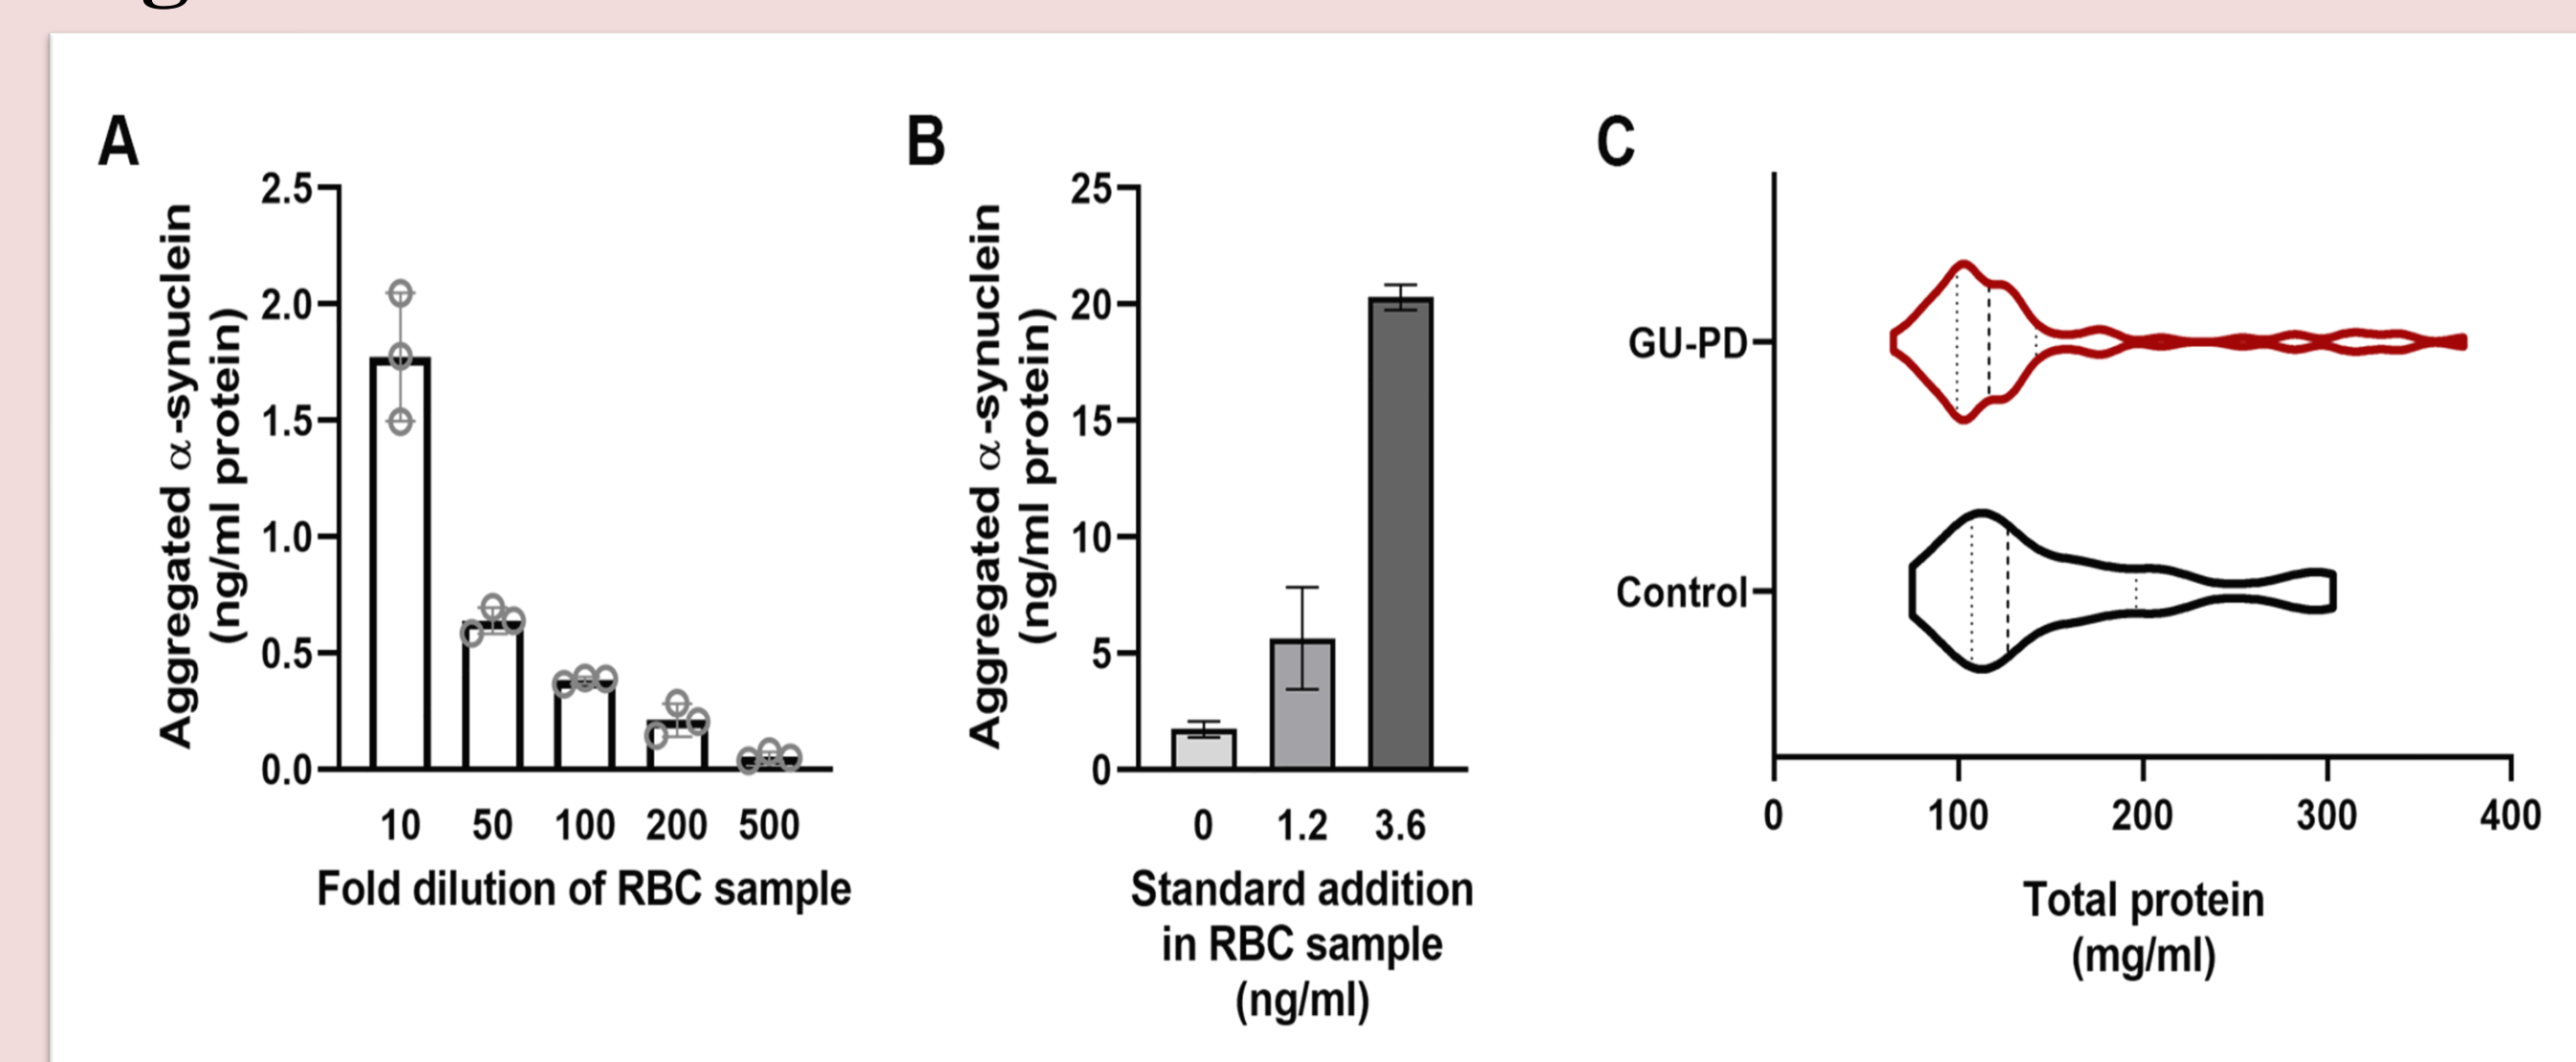 A
Aggregated α-synuclein
(ng/ml protein)
2.5
2.0
1.5
1.0
0.5
0.0
10 50 100 200 500
Fold dilution of RBC sample
B
Aggregated α-synuclein
(ng/ml protein)
25
20
15
10
5
0
0 1.2 3.6
Standard addition
in RBC sample
(ng/ml)
C
GU-PD
Control
0 100 200 300 400
Total protein
(mg/ml)